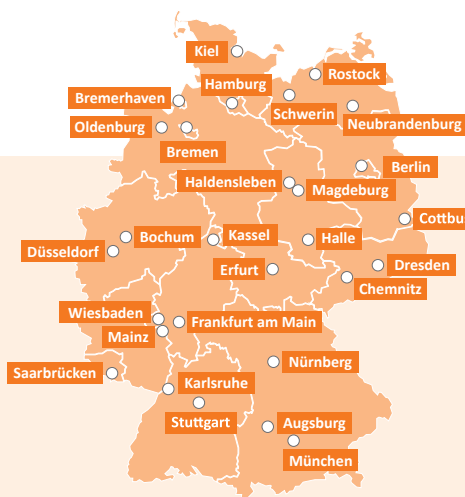 Kiel
Rostock
Hamburg
Bremerhaven
Schwerin
Neubrandenburg
Oldenburg
Bremen
Berlin
Haldensleben
Magdeburg
Cottbu
Bochum
Kassel
Halle
Düsseldorf
Erfurt
Dresden
Chemnitz
Wiesbaden
Frankfurt am Main
Mainz
Nürnberg
Saarbrücken
Karlsruhe
Stuttgart
Augsburg
München